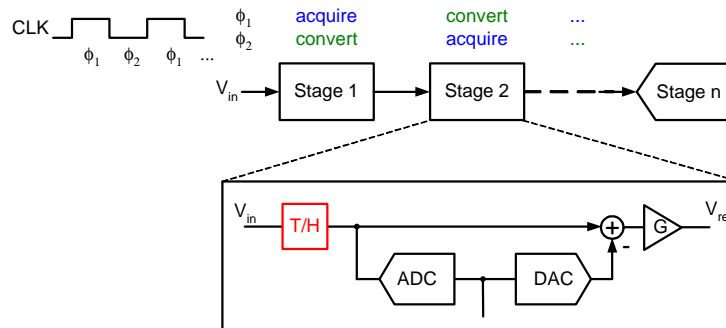 ϕ1 acquire convert ...
CLK
ϕ2 convert acquire ...
ϕ1 ϕ2 ϕ1 ...
Vin Stage 1 Stage 2 Stage n
Vin T/H + G Vre
-
ADC DAC